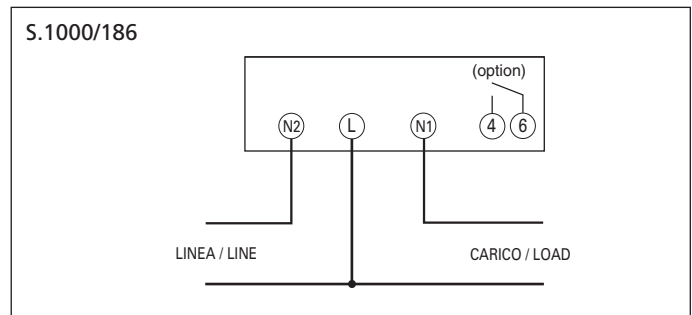 S.1000/186
(option)
N2 L N1 4 6
LINEA / LINE CARICO / LOAD